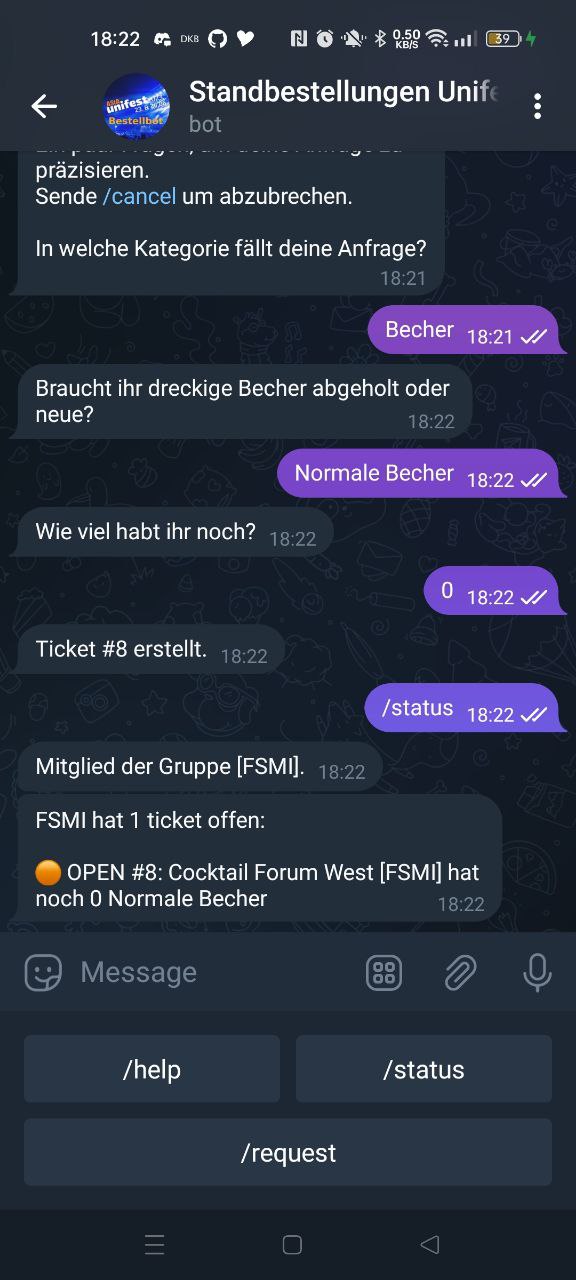 18:22 DKB 0.50 KB/S 39
Standbestellungen Unife
bot
unifest
Bestellbot
präzisieren.
Sende /cancel um abzubrechen.
In welche Kategorie fällt deine Anfrage?
18:21
Becher 18:21
Braucht ihr dreckige Becher abgeholt oder
neue? 18:22
Normale Becher 18:22
Wie viel habt ihr noch? 18:22
0 18:22
Ticket #8 erstellt. 18:22
/status 18:22
Mitglied der Gruppe [FSMI]. 18:22
FSMI hat 1 ticket offen:
OPEN #8: Cocktail Forum West [FSMI] hat
noch 0 Normale Becher 18:22
Message
/help /status
/request